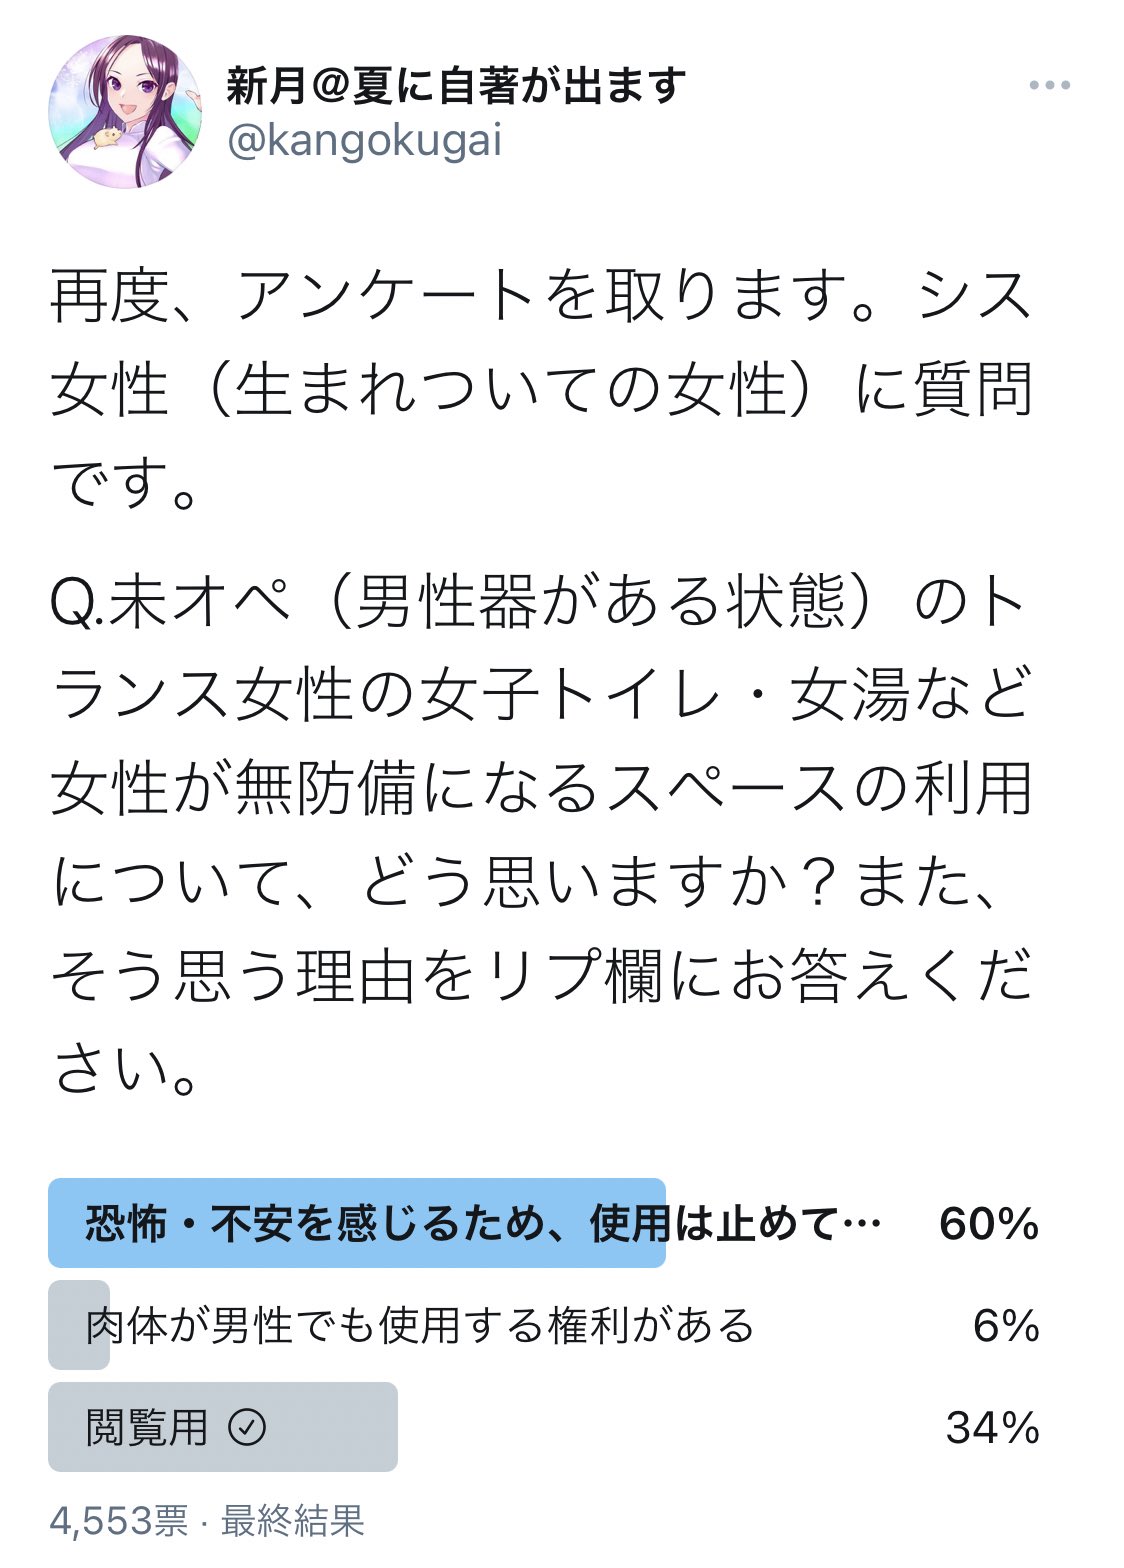 新月@夏に自著が出ます
@kangokugai
再度、アンケートを取ります。シス
女性（生まれついての女性）に質問
です。
Q.未オペ（男性器がある状態）のト
ランス女性の女子トイレ・女湯など
女性が無防備になるスペースの利用
について、どう思いますか？また、
そう思う理由をリプ欄にお答えくだ
さい。
恐怖・不安を感じるため、使用は止めて… 60%
肉体が男性でも使用する権利がある 6%
閲覧用 34%
4,553票 · 最終結果